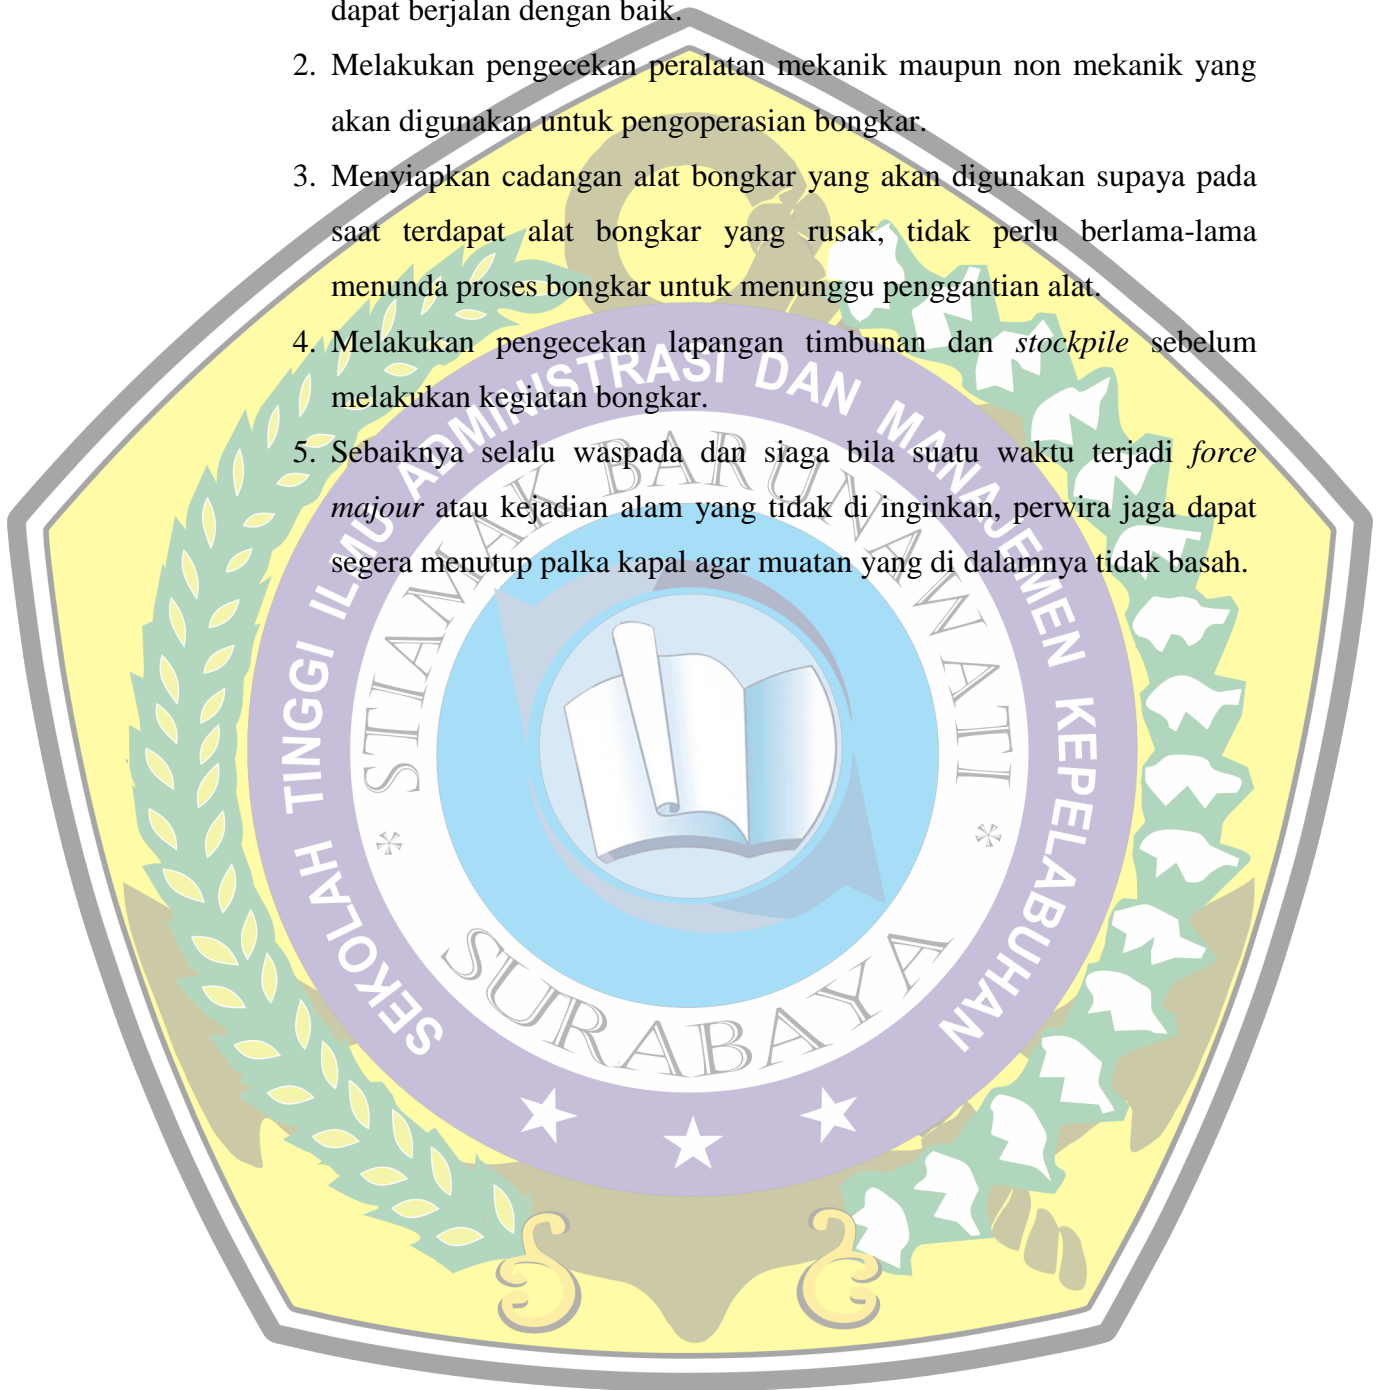 dapat berjalan dengan baik.
2. Melakukan pengecekan peralatan mekanik maupun non mekanik yang
akan digunakan untuk pengoperasian bongkar.
3. Menyiapkan cadangan alat bongkar yang akan digunakan supaya pada
saat terdapat alat bongkar yang rusak, tidak perlu berlama-lama
menunda proses bongkar untuk menunggu penggantian alat.
4. Melakukan pengecekan lapangan timbunan dan stockpile sebelum
melakukan kegiatan bongkar.
5. Sebaiknya selalu waspada dan siaga bila suatu waktu terjadi force
majour atau kejadian alam yang tidak di inginkan, perwira jaga dapat
segera menutup palka kapal agar muatan yang di dalamnya tidak basah.
SEKOLAH TINGGI ILMU ADMINISTRASI DAN MANAJEMEN KEPELABUHAN
STIAMAK BARUNAWATI
SURABAYA